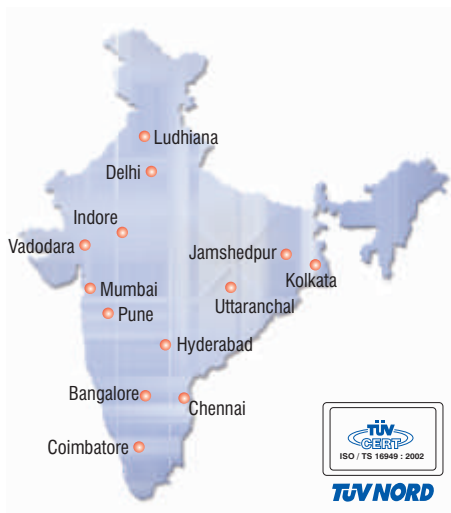 Ludhiana
Delhi
Indore
Vadodara
Jamshedpur
Kolkata
Mumbai
Uttaranchal
Pune
Hyderabad
Bangalore
Chennai
Coimbatore
TÜV
CERT
ISO / TS 16949 : 2002
TÜV NORD